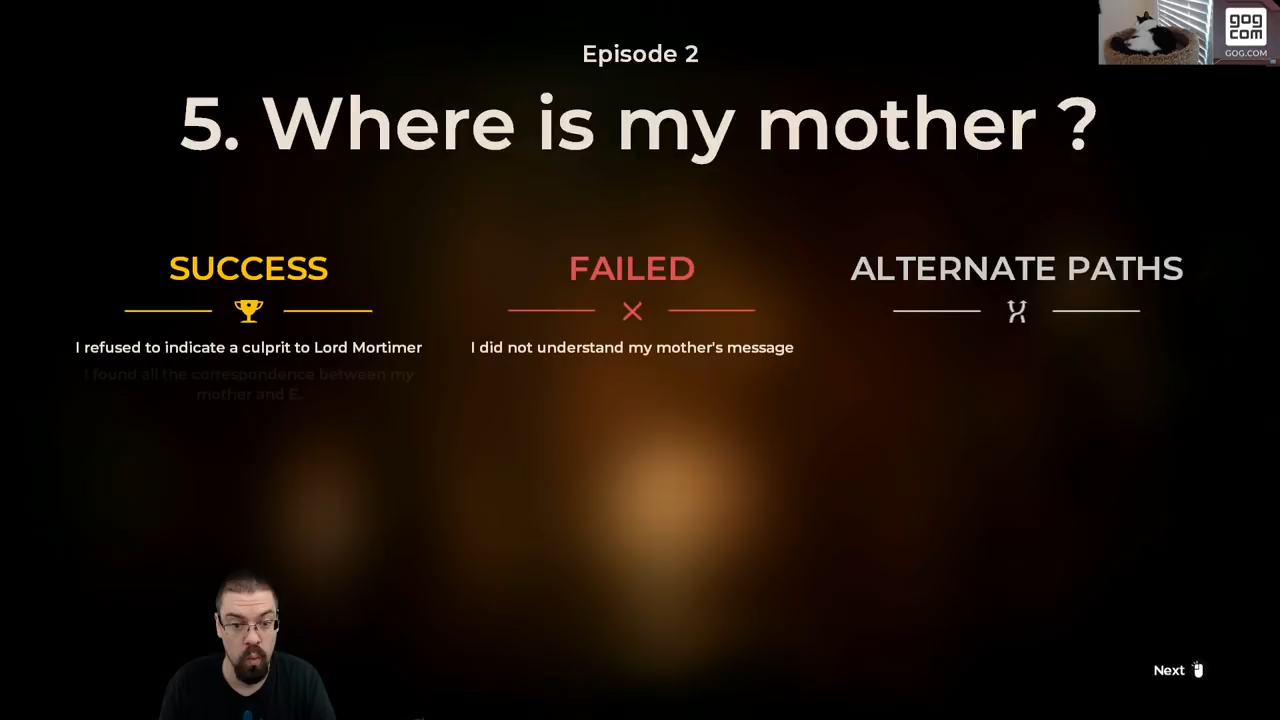 gog
com
GOG.COM
Episode 2
5. Where is my mother ?
SUCCESS
FAILED
ALTERNATE PATHS
I refused to indicate a culprit to Lord Mortimer
I did not understand my mother's message
I found all the correspondence between my
mother and E.
Next